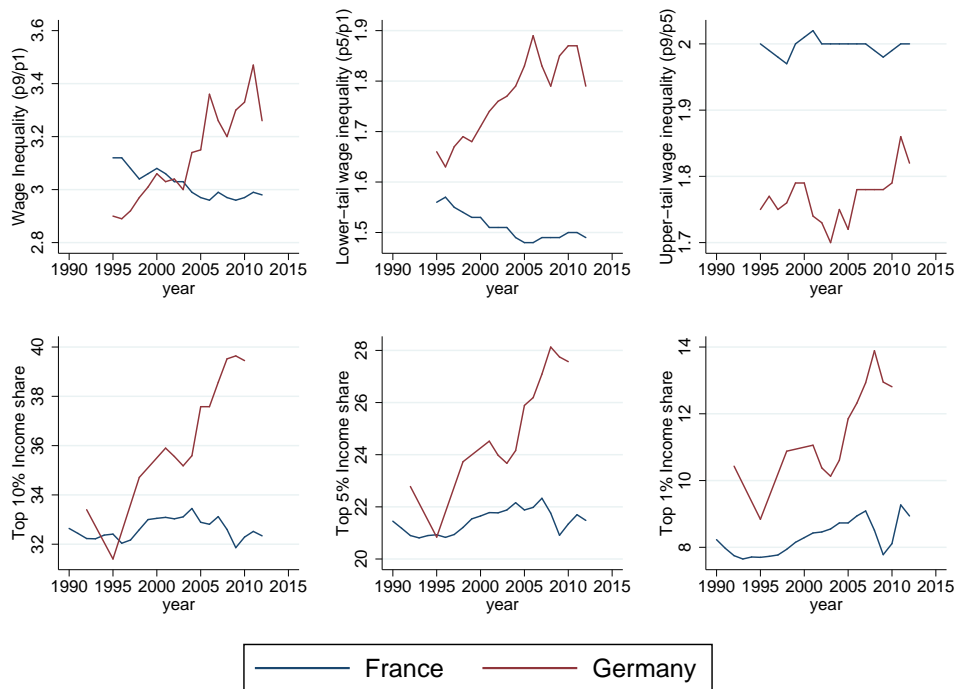 Wage Inequality (p9/p1)
3.6
3.4
3.2
3
2.8
1990 1995 2000 2005 2010 2015
year
Lower-tail wage inequality (p5/p1)
1.9
1.8
1.7
1.6
1.5
1990 1995 2000 2005 2010 2015
year
Upper-tail wage inequality (p9/p5)
2
1.9
1.8
1.7
1990 1995 2000 2005 2010 2015
year
Top 10% Income share
40
38
36
34
32
1990 1995 2000 2005 2010 2015
year
Top 5% Income share
28
26
24
22
20
1990 1995 2000 2005 2010 2015
year
Top 1% Income share
14
12
10
8
1990 1995 2000 2005 2010 2015
year
France Germany